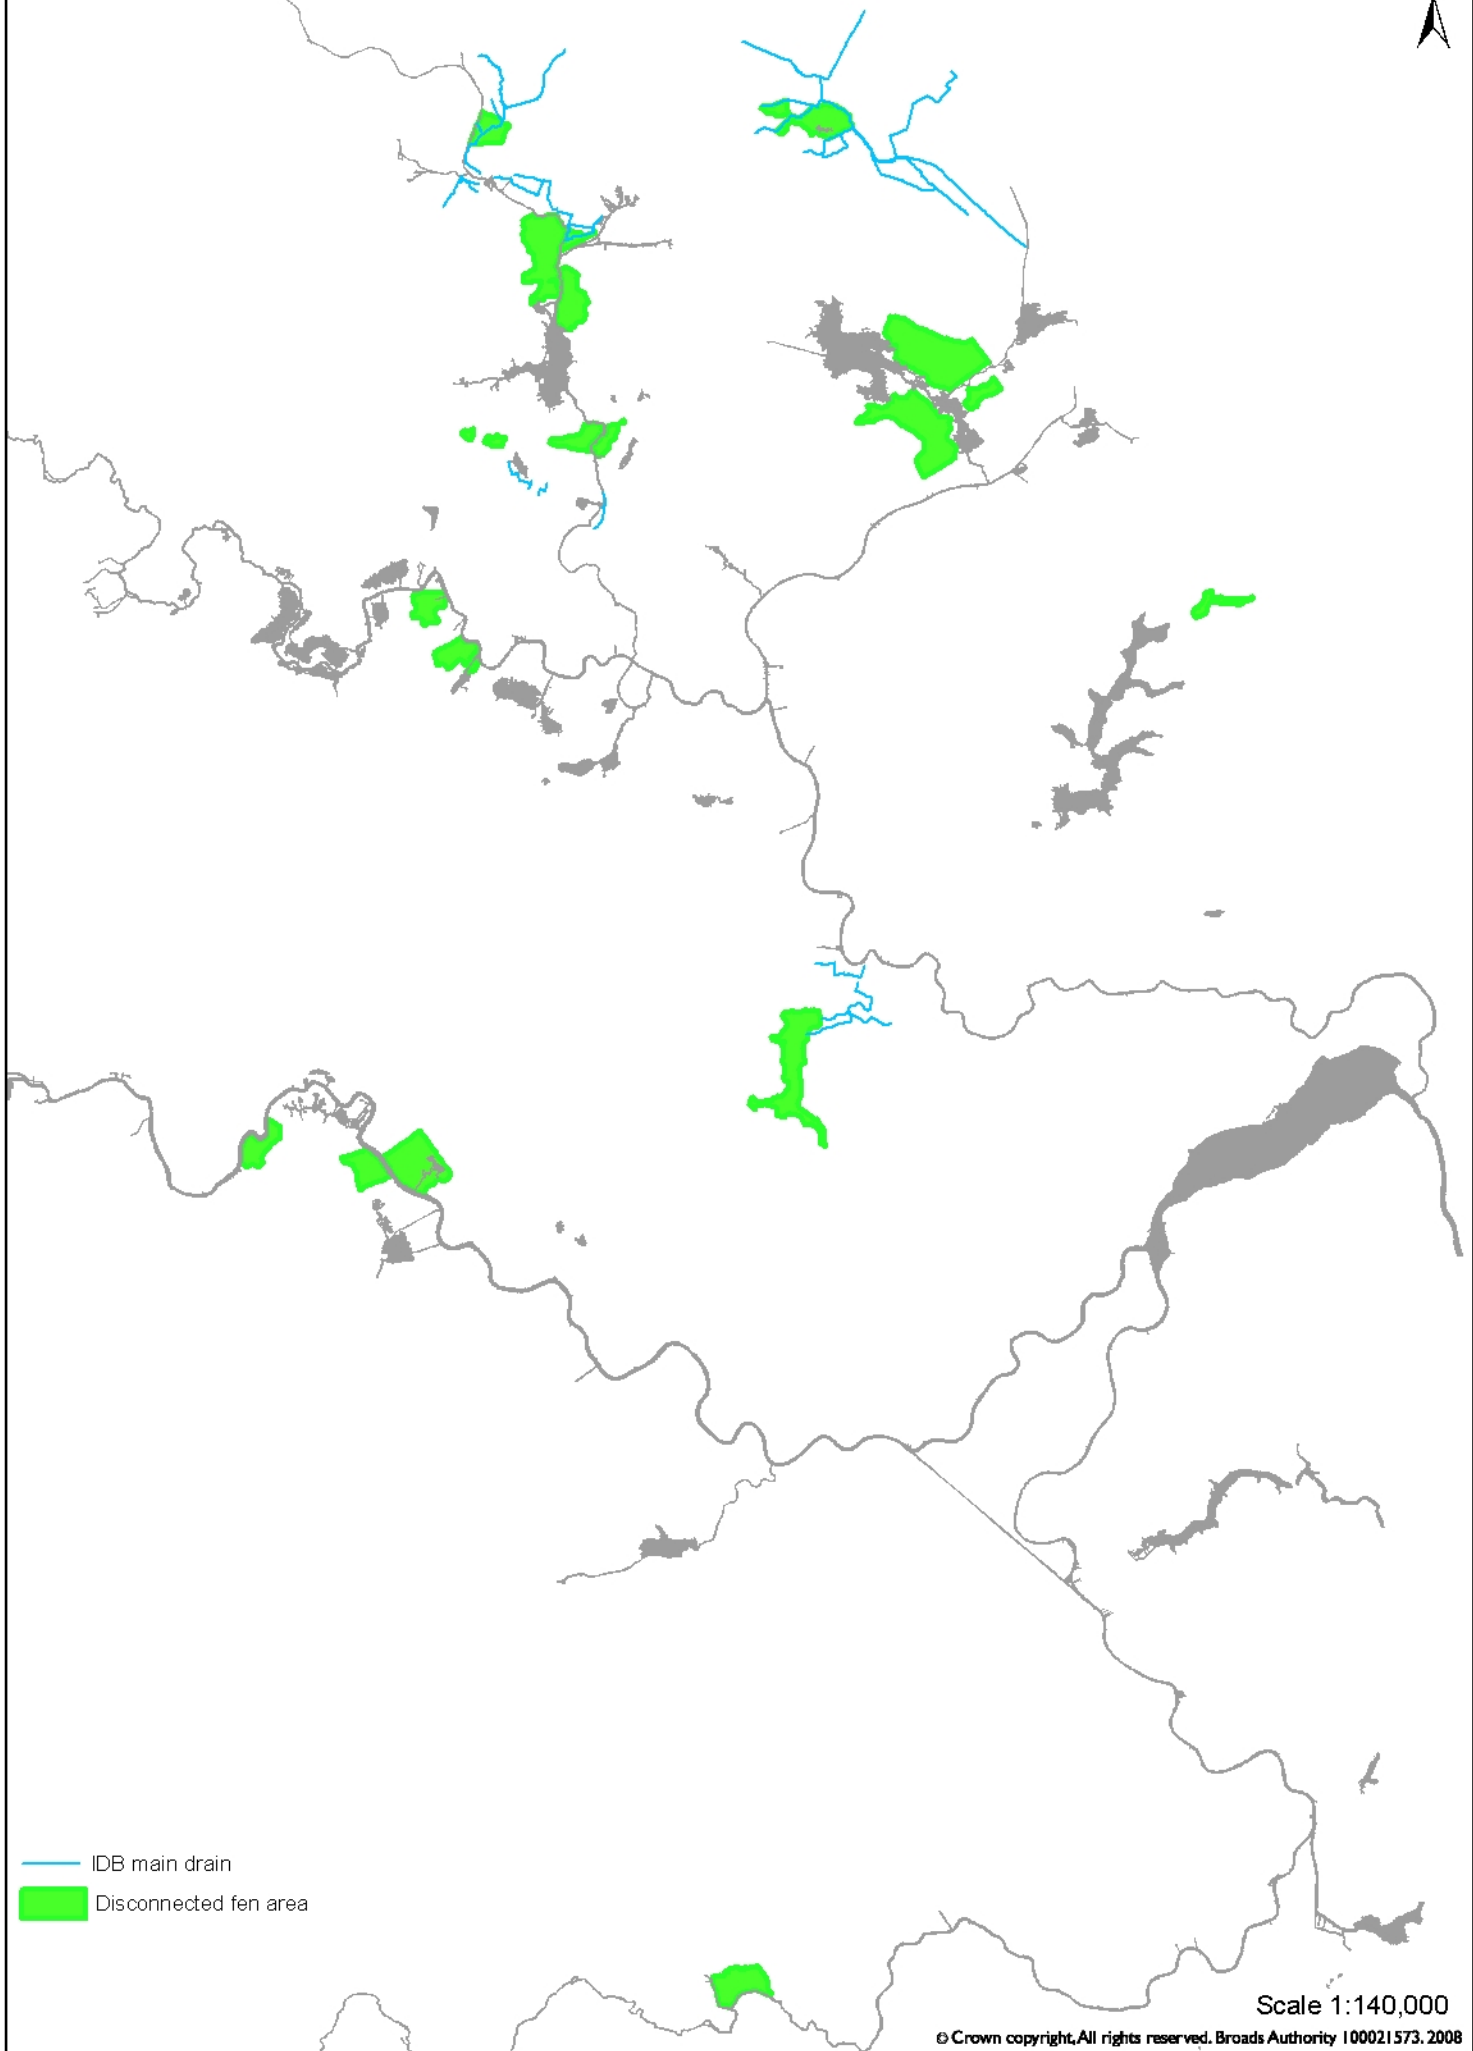 IDB main drain
Disconnected fen area
Scale 1:140,000
© Crown copyright, All rights reserved. Broads Authority 100021573. 2008